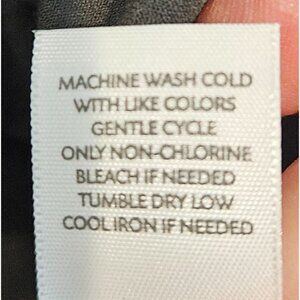 MACHINE WASH COLD
WITH LIKE COLORS
GENTLE CYCLE
ONLY NON-CHLORINE
BLEACH IF NEEDED
TUMBLE DRY LOW
COOL IRON IF NEEDED